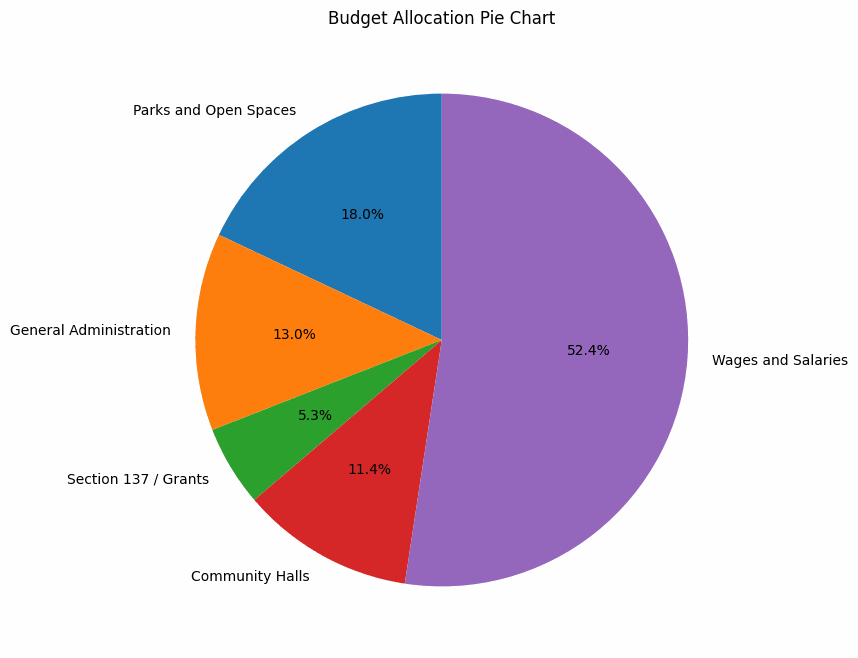 Budget Allocation Pie Chart
Parks and Open Spaces
18.0%
General Administration
13.0%
52.4%
Wages and Salaries
5.3%
Section 137 / Grants
11.4%
Community Halls